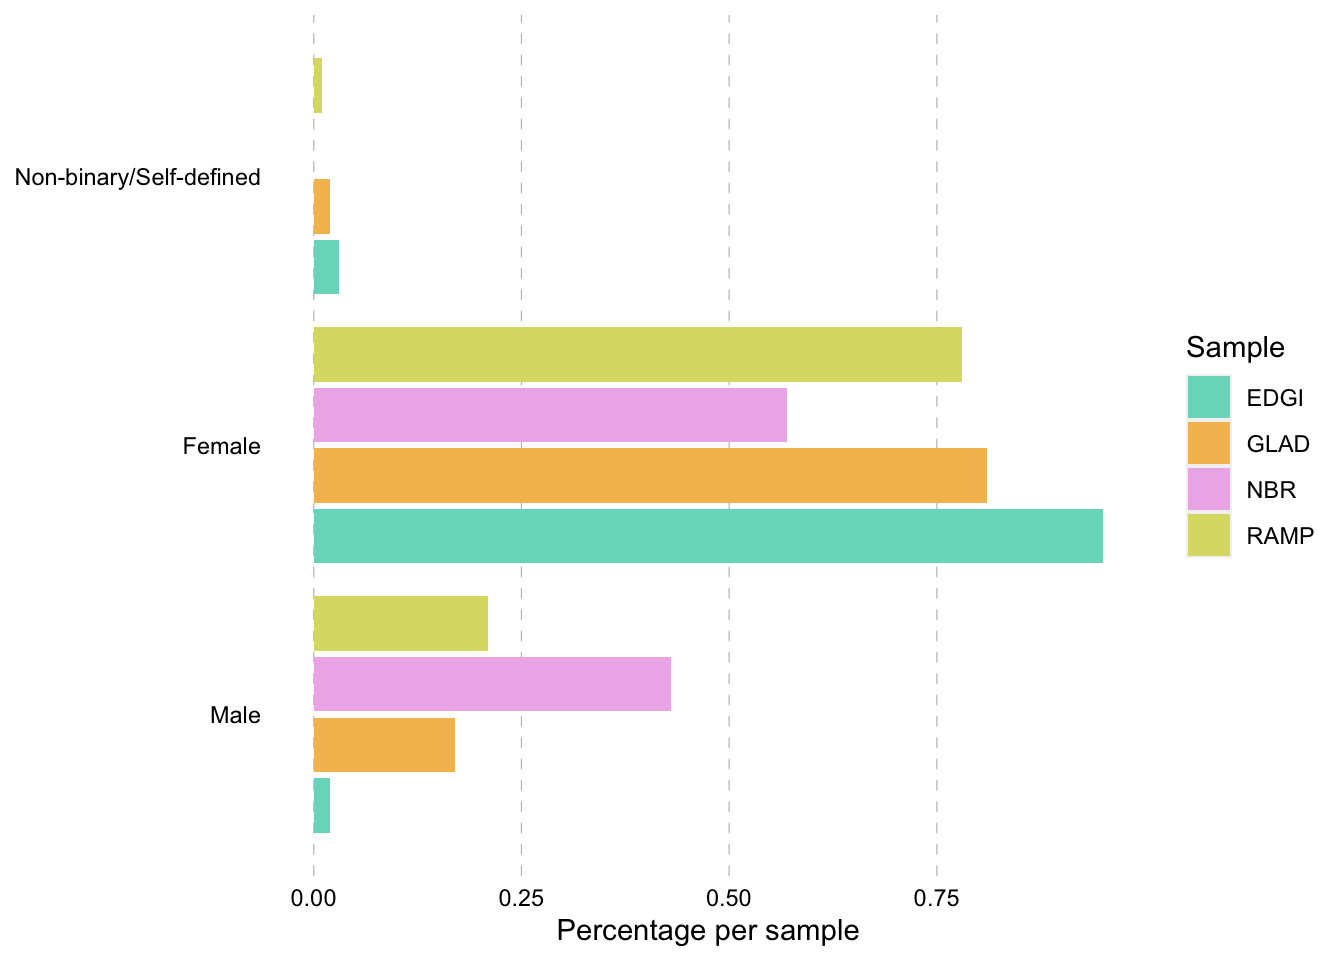 Non-binary/Self-defined
Female
Male
0.00 0.25 0.50 0.75
Percentage per sample
Sample
EDGI
GLAD
NBR
RAMP